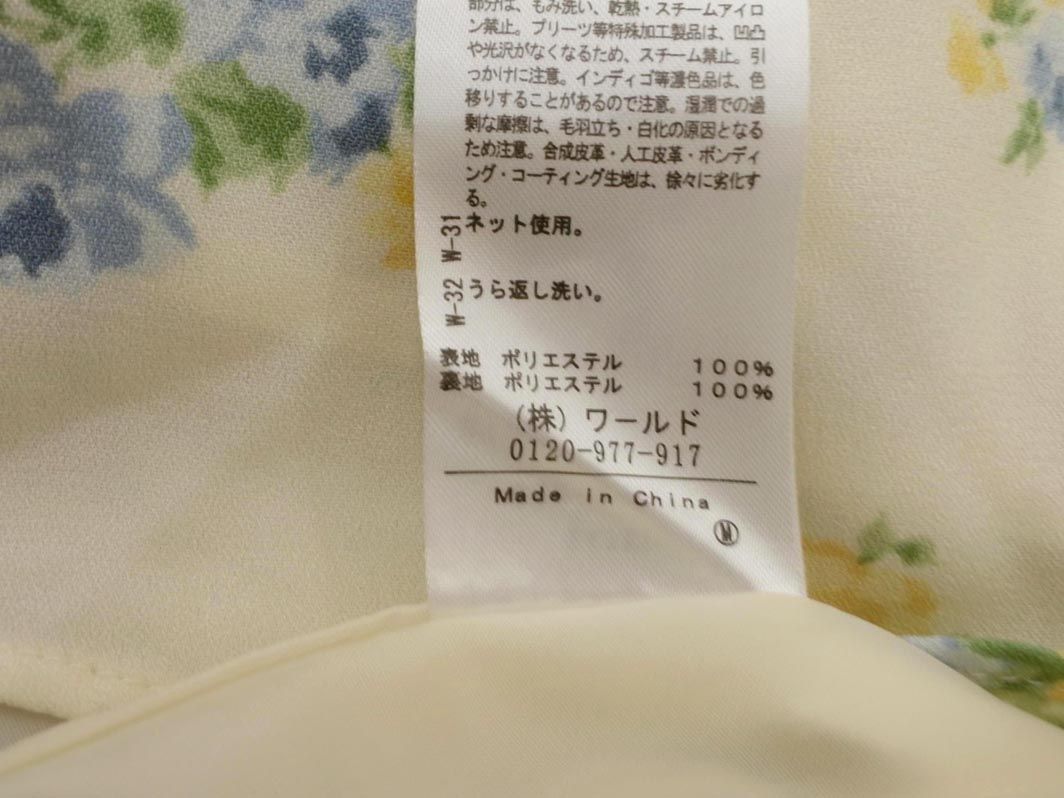 部分は、もみ洗い、乾熱・スチームアイロ
ン禁止。プリーツ等特殊加工製品は、凹凸
や光沢がなくなるため、スチーム禁止。引
っかけに注意。インディゴ等濃色品は、色
移りすることがあるので注意。湿潤での過
剰な摩擦は、毛羽立ち・白化の原因となる
ため注意。合成皮革・人工皮革・ボンディ
ング・コーティング生地は、徐々に劣化す
る。
W-31 ネット使用。
W-32 うら返し洗い。
表地 ポリエステル 100%
裏地 ポリエステル 100%
(株)ワールド
0120-977-917
Made in China
M